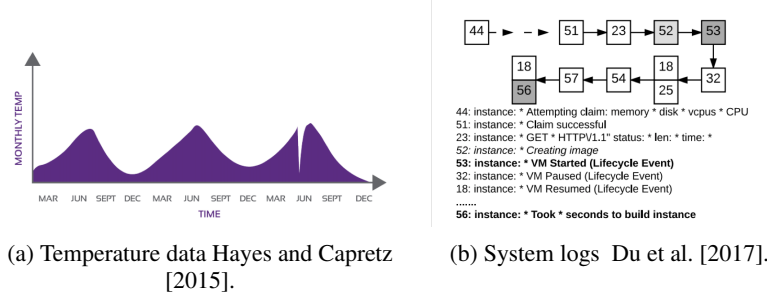 MONTHLY TEMP
MAR JUN SEPT DEC MAR JUN SEPT DEC MAR JUN DEC
TIME
44 51 23 52 53
18 18
56 57 54 25 32
44: instance: * Attempting claim: memory * disk * vcpus * CPU
51: instance: * Claim successful
23: instance: * GET * HTTP\/1.1" status: * len: * time: *
52: instance: * Creating image
53: instance: * VM Started (Lifecycle Event)
32: instance: * VM Paused (Lifecycle Event)
18: instance: * VM Resumed (Lifecycle Event)
.......
56: instance: * Took * seconds to build instance
(a) Temperature data Hayes and Capretz
[2015].
(b) System logs Du et al. [2017].